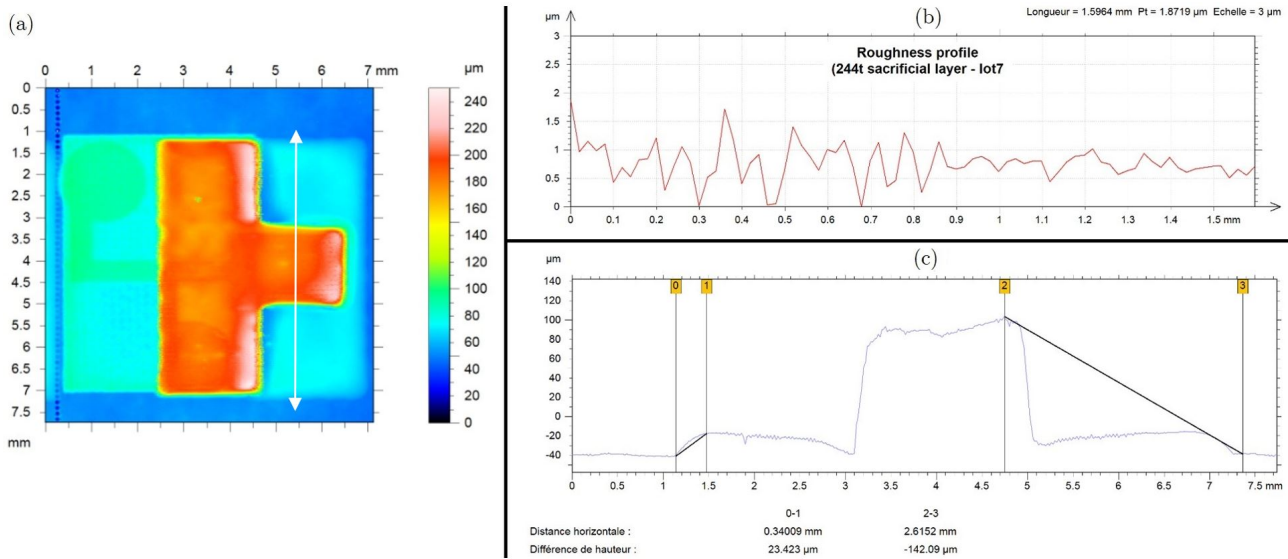 (a)
0 1 2 3 4 5 6 7 mm
µm
0
0.5
1
1.5
2
2.5
3
3.5
4
4.5
5
5.5
6
6.5
7
7.5
mm
240
220
200
180
160
140
120
100
80
60
40
20
0
(b)
Longueur = 1.5964 mm Pt = 1.8719 µm Echelle = 3 µm
µm
3
2.5
2
1.5
1
0.5
0
Roughness profile
(244t sacrificial layer - lot7
0 0.1 0.2 0.3 0.4 0.5 0.6 0.7 0.8 0.9 1 1.1 1.2 1.3 1.4 1.5 mm
(c)
µm
140
120
100
80
60
40
20
0
-20
-40
0 1 2 3
0 0.5 1 1.5 2 2.5 3 3.5 4 4.5 5 5.5 6 6.5 7 7.5 mm
0-1 2-3
Distance horizontale : 0.34009 mm 2.6152 mm
Différence de hauteur : 23.423 µm -142.09 µm